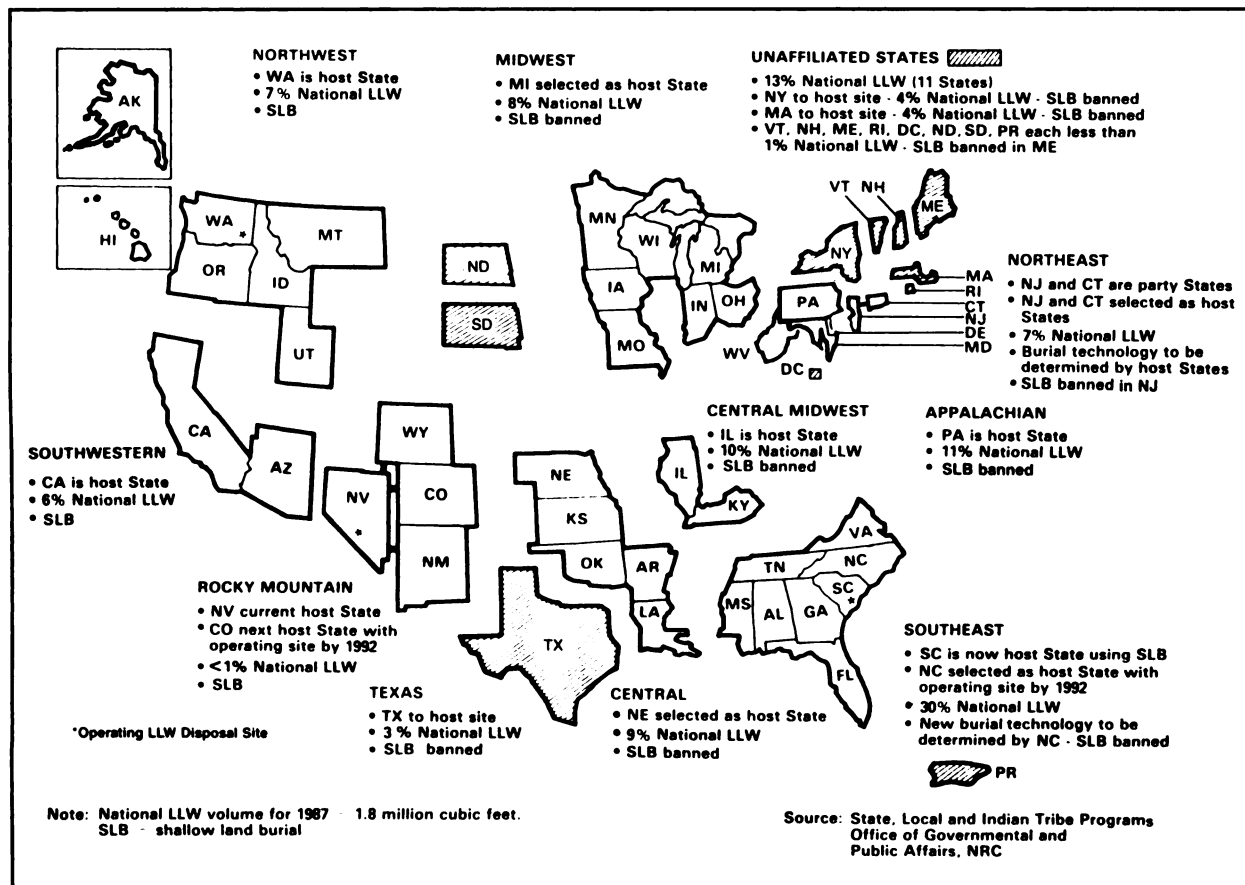 NORTHWEST
• WA is host State
• 7% National LLW
• SLB
MIDWEST
• MI selected as host State
• 8% National LLW
• SLB banned
UNAFFILIATED STATES
• 13% National LLW (11 States)
• NY to host site - 4% National LLW - SLB banned
• MA to host site - 4% National LLW - SLB banned
• VT, NH, ME, RI, DC, ND, SD, PR each less than
1% National LLW - SLB banned in ME
AK
HI
WA
*
MT
OR
ID
UT
ND
SD
MN
WI
MI
IA
IN
OH
MO
VT
NH
ME
NY
PA
WV
DC
MA
RI
CT
NJ
DE
MD
NORTHEAST
• NJ and CT are party States
• NJ and CT selected as host
States
• 7% National LLW
• Burial technology to be
determined by host States
• SLB banned in NJ
CA
AZ
NV
*
WY
CO
NM
SOUTHWESTERN
• CA is host State
• 6% National LLW
• SLB
CENTRAL MIDWEST
• IL is host State
• 10% National LLW
• SLB banned
APPALACHIAN
• PA is host State
• 11% National LLW
• SLB banned
NE
KS
OK
AR
LA
IL
KY
VA
TN
NC
SC
*
MS
AL
GA
FL
TX
ROCKY MOUNTAIN
• NV current host State
• CO next host State with
operating site by 1992
• <1% National LLW
• SLB
TEXAS
• TX to host site
• 3% National LLW
• SLB banned
CENTRAL
• NE selected as host State
• 9% National LLW
• SLB banned
SOUTHEAST
• SC is now host State using SLB
• NC selected as host State with
operating site by 1992
• 30% National LLW
• New burial technology to be
determined by NC - SLB banned
PR
*Operating LLW Disposal Site
Note: National LLW volume for 1987 - 1.8 million cubic feet.
SLB - shallow land burial
Source: State, Local and Indian Tribe Programs
Office of Governmental and
Public Affairs, NRC